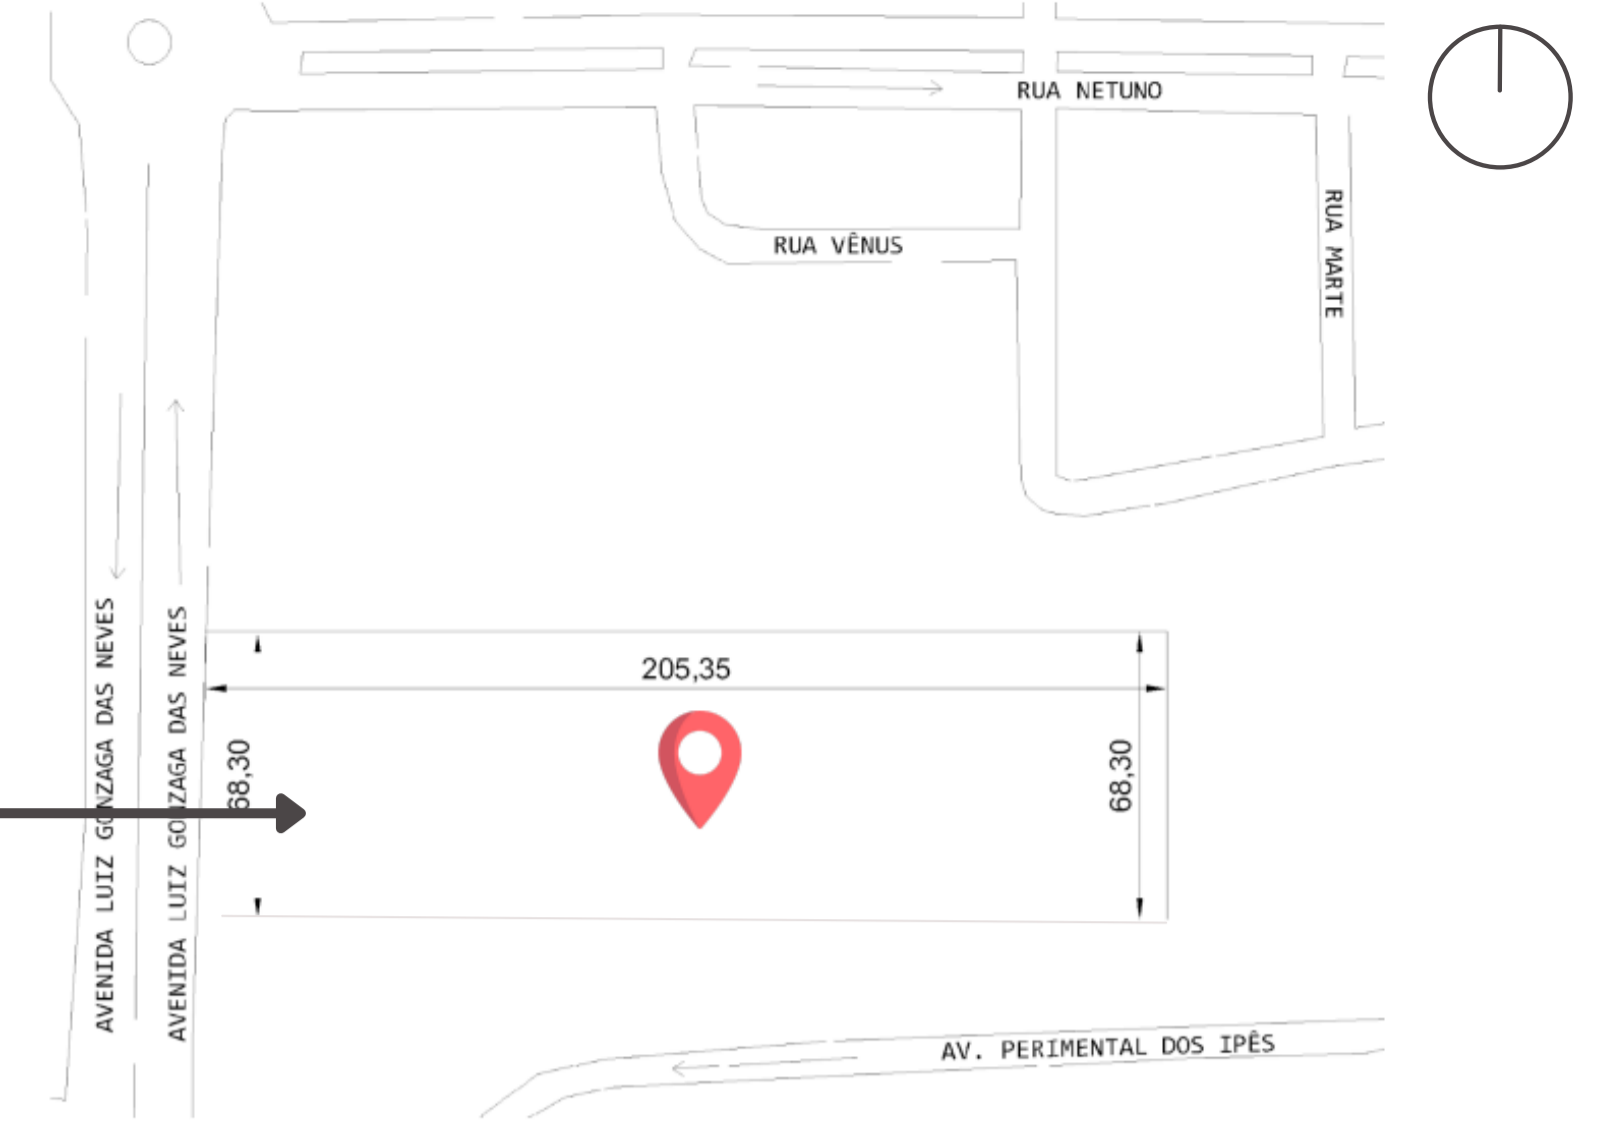 RUA NETUNO
RUA MARTE
RUA VÊNUS
AVENIDA LUIZ GONZAGA DAS NEVES
AVENIDA LUIZ GONZAGA DAS NEVES
205,35
68,30
68,30
AV. PERIMENTAL DOS IPÊS